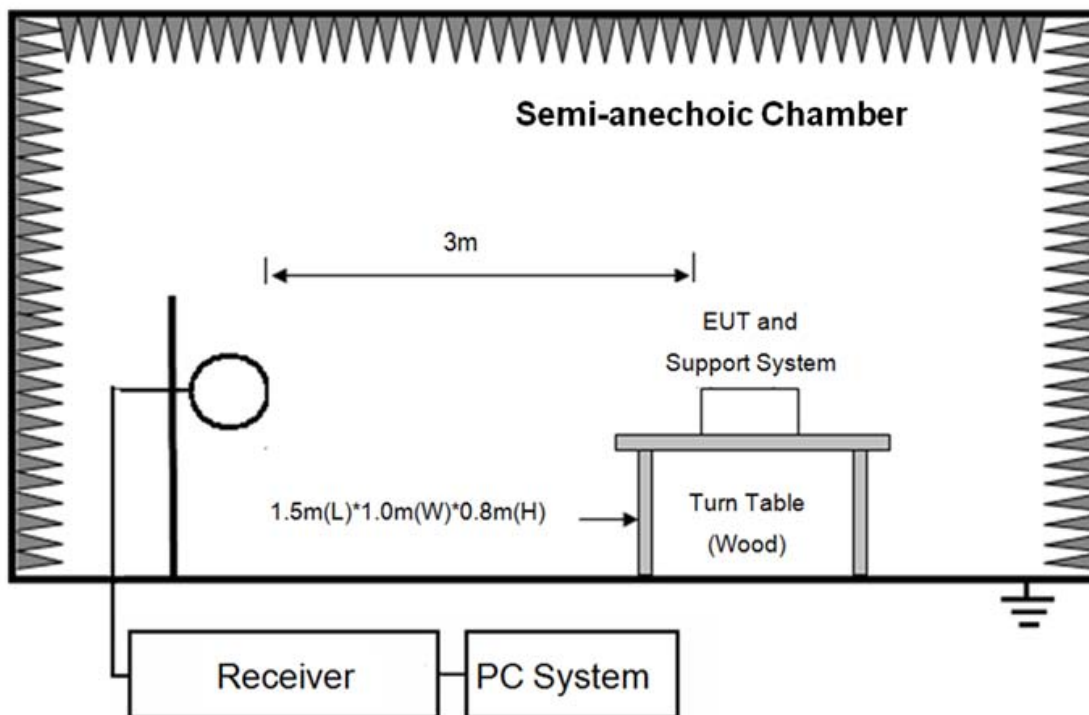 Semi-anechoic Chamber
3m
EUT and
Support System
1.5m(L)*1.0m(W)*0.8m(H)
Turn Table
(Wood)
Receiver
PC System